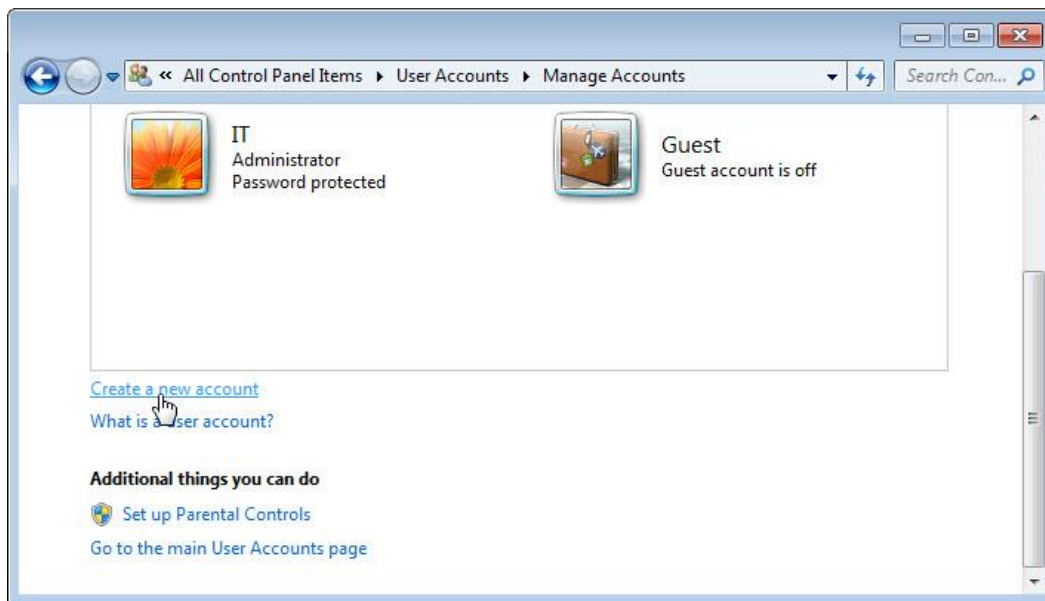 « All Control Panel Items ▸ User Accounts ▸ Manage Accounts
Search Con...
IT
Administrator
Password protected
Guest
Guest account is off
Create a new account
What is a user account?
Additional things you can do
Set up Parental Controls
Go to the main User Accounts page